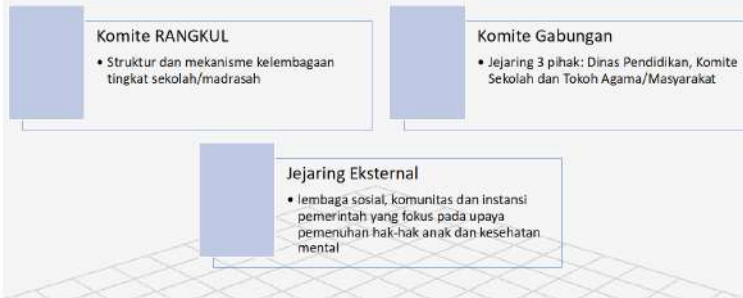 Komite RANGKUL
• Struktur dan mekanisme kelembagaan
tingkat sekolah/madrasah
Komite Gabungan
• Jejaring 3 pihak: Dinas Pendidikan, Komite
Sekolah dan Tokoh Agama/Masyarakat
Jejaring Eksternal
• lembaga sosial, komunitas dan instansi
pemerintah yang fokus pada upaya
pemenuhan hak-hak anak dan kesehatan
mental